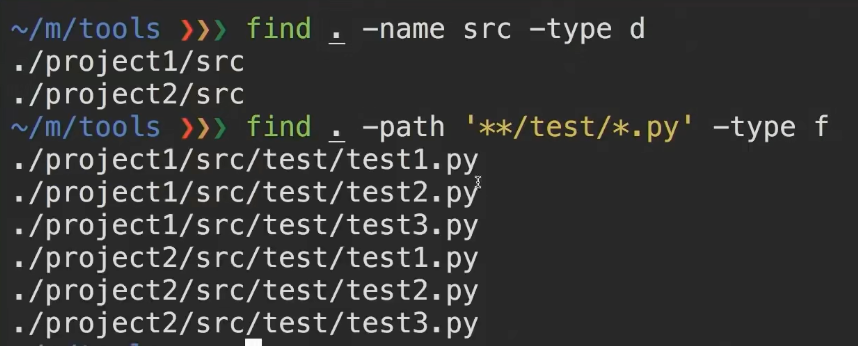 ~/m/tools ❯❯❯ find . -name src -type d
./project1/src
./project2/src
~/m/tools ❯❯❯ find . -path '**/test/*.py' -type f
./project1/src/test/test1.py
./project1/src/test/test2.py
./project1/src/test/test3.py
./project2/src/test/test1.py
./project2/src/test/test2.py
./project2/src/test/test3.py
~/m/tools